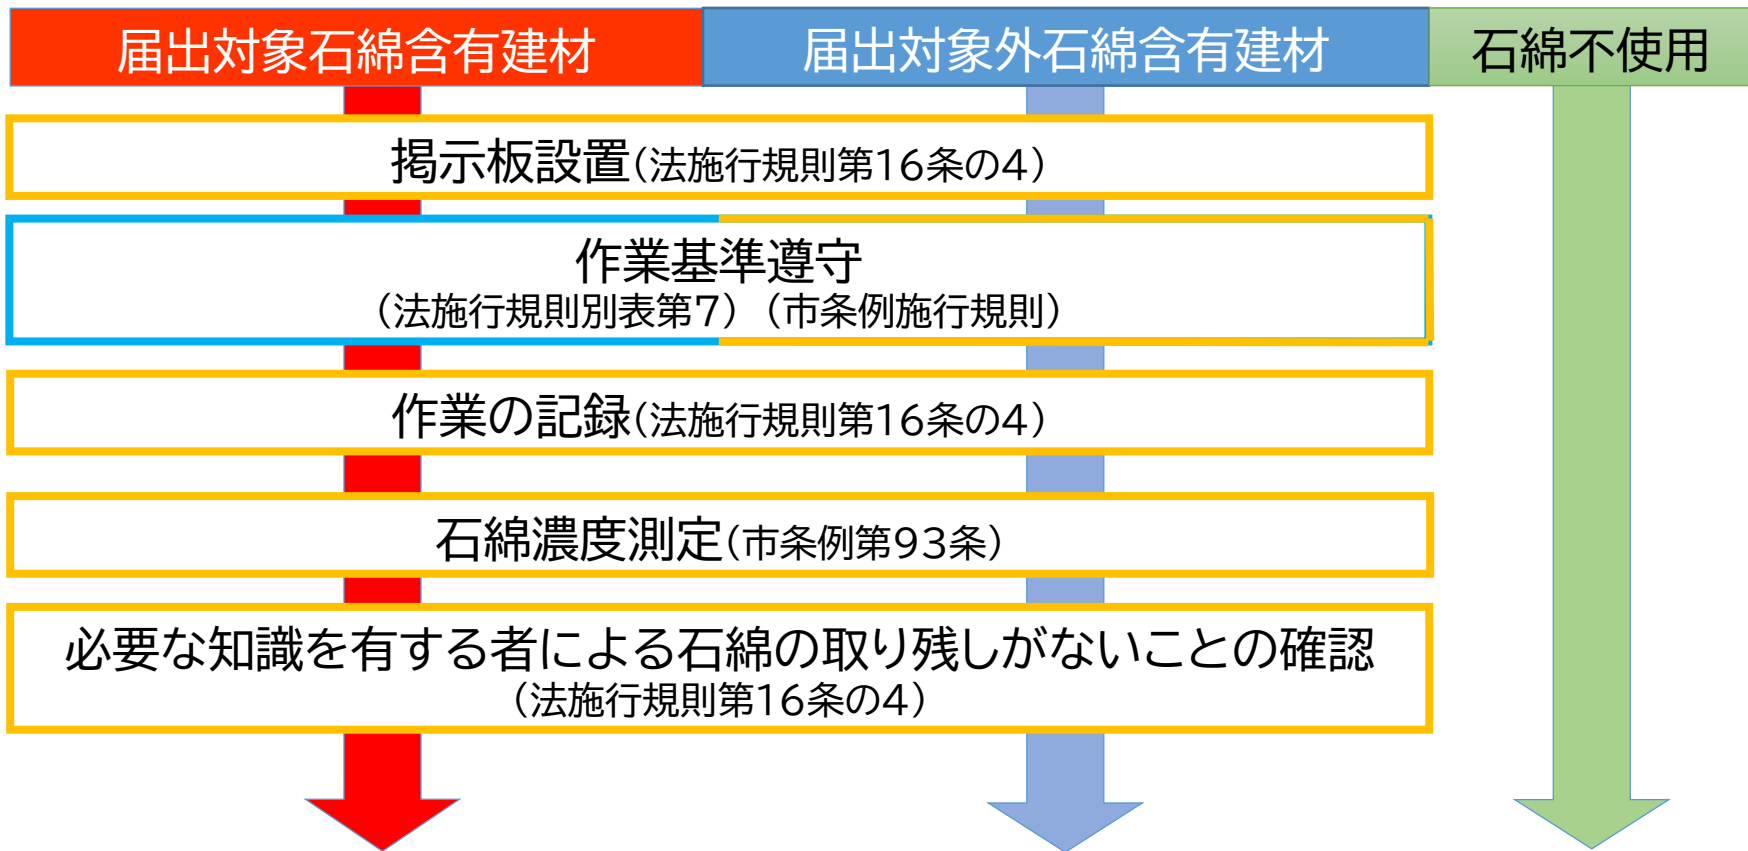 届出対象石綿含有建材
届出対象外石綿含有建材
石綿不使用
掲示板設置(法施行規則第16条の4)
作業基準遵守
(法施行規則別表第7)(市条例施行規則)
作業の記録(法施行規則第16条の4)
石綿濃度測定(市条例第93条)
必要な知識を有する者による石綿の取り残しがないことの確認
(法施行規則第16条の4)